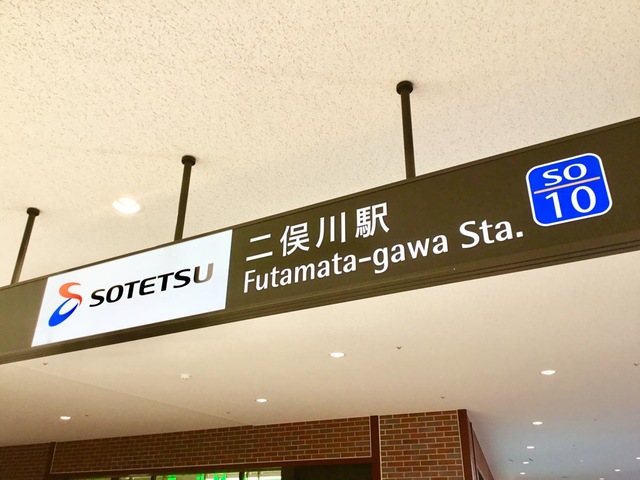 SOTETSU
二俣川駅
Futamata-gawa Sta.
SO
10